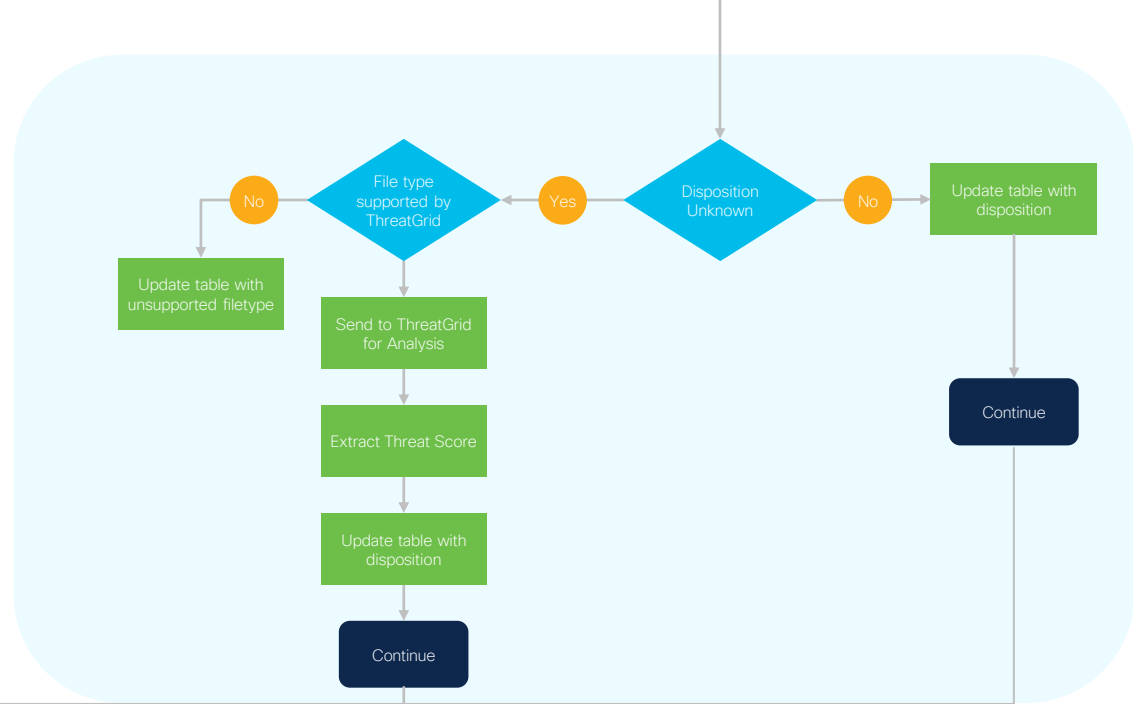 File type
supported by
ThreatGrid
Disposition
Unknown
No
Yes
No
Update table with
disposition
Update table with
unsupported filetype
Send to ThreatGrid
for Analysis
Continue
Extract Threat Score
Update table with
disposition
Continue